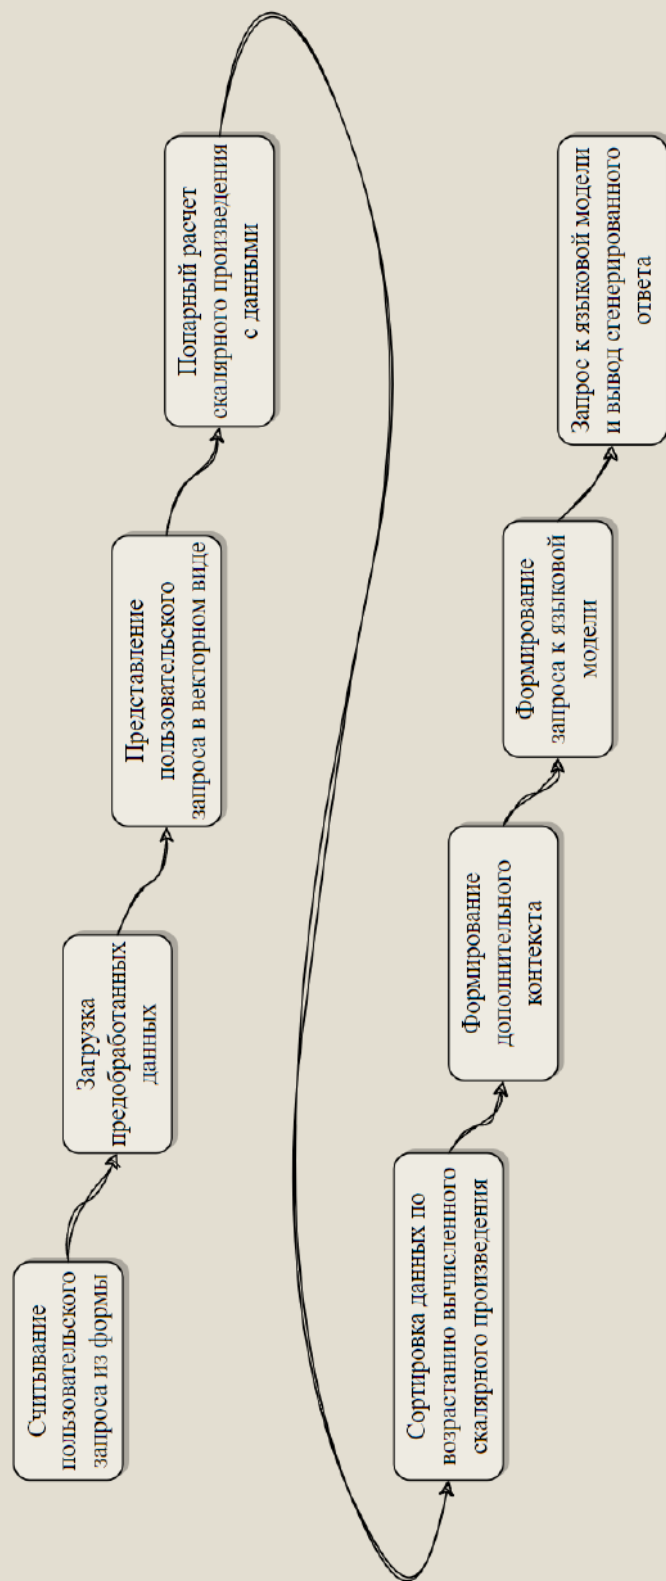 Считывание
пользовательского
запроса из формы
Загрузка
предобработанных
данных
Представление
пользовательского
запроса в векторном виде
Попарный расчет
скалярного произведения
с данными
Сортировка данных по
возрастанию вычисленного
скалярного произведения
Формирование
дополнительного
контекста
Формирование
запроса к языковой
модели
Запрос к языковой модели
и вывод сгенерированного
ответа